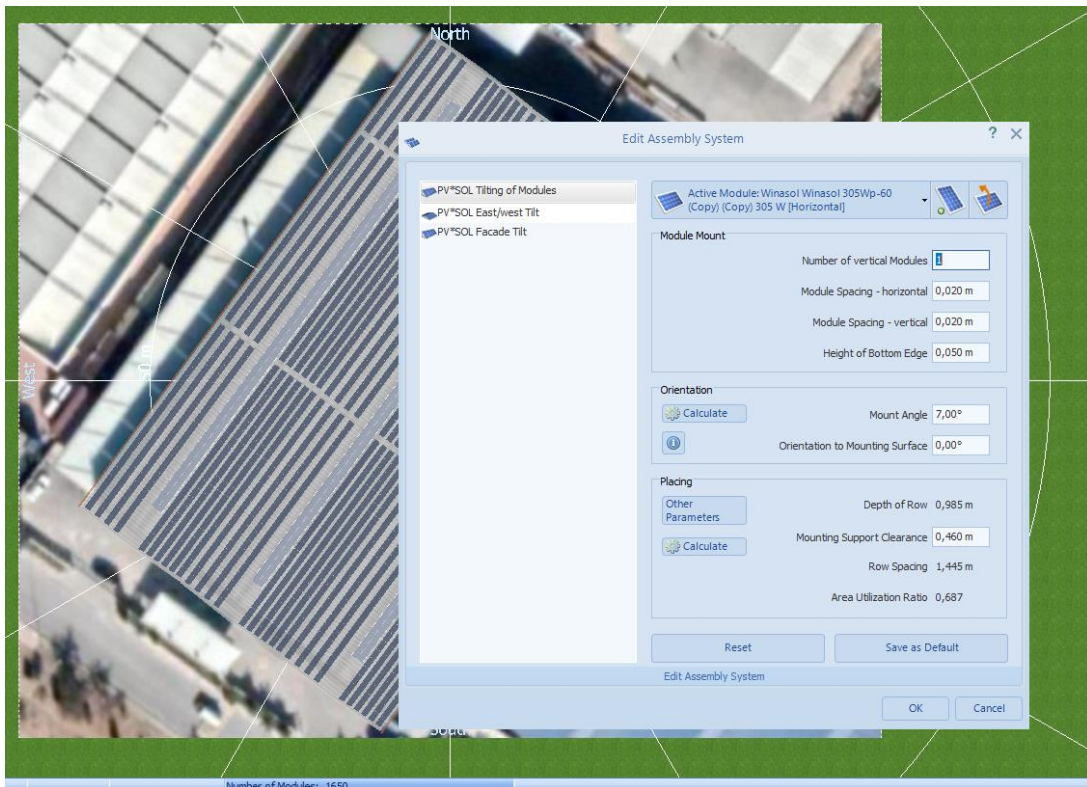 North
Edit Assembly System
?
PV*SOL Tilting of Modules
PV*SOL East/west Tilt
PV*SOL Facade Tilt
Active Module: Winasol Winasol 305Wp-60
(Copy) (Copy) 305 W [Horizontal]
Module Mount
Number of vertical Modules 1
Module Spacing - horizontal 0,020 m
Module Spacing - vertical 0,020 m
Height of Bottom Edge 0,050 m
Orientation
Calculate
Mount Angle 7,00°
Orientation to Mounting Surface 0,00°
Placing
Other
Parameters
Depth of Row 0,985 m
Mounting Support Clearance 0,460 m
Calculate
Row Spacing 1,445 m
Area Utilization Ratio 0,687
Reset
Save as Default
Edit Assembly System
OK
Cancel
West
50 m
South
Number of Modules: 1650